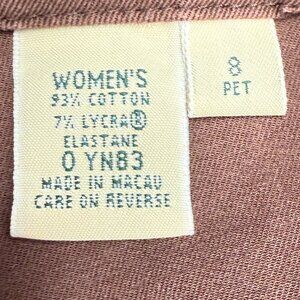 WOMEN'S
93% COTTON
7% LYCRA®
ELASTANE
0 YN83
MADE IN MACAU
CARE ON REVERSE
8
PET